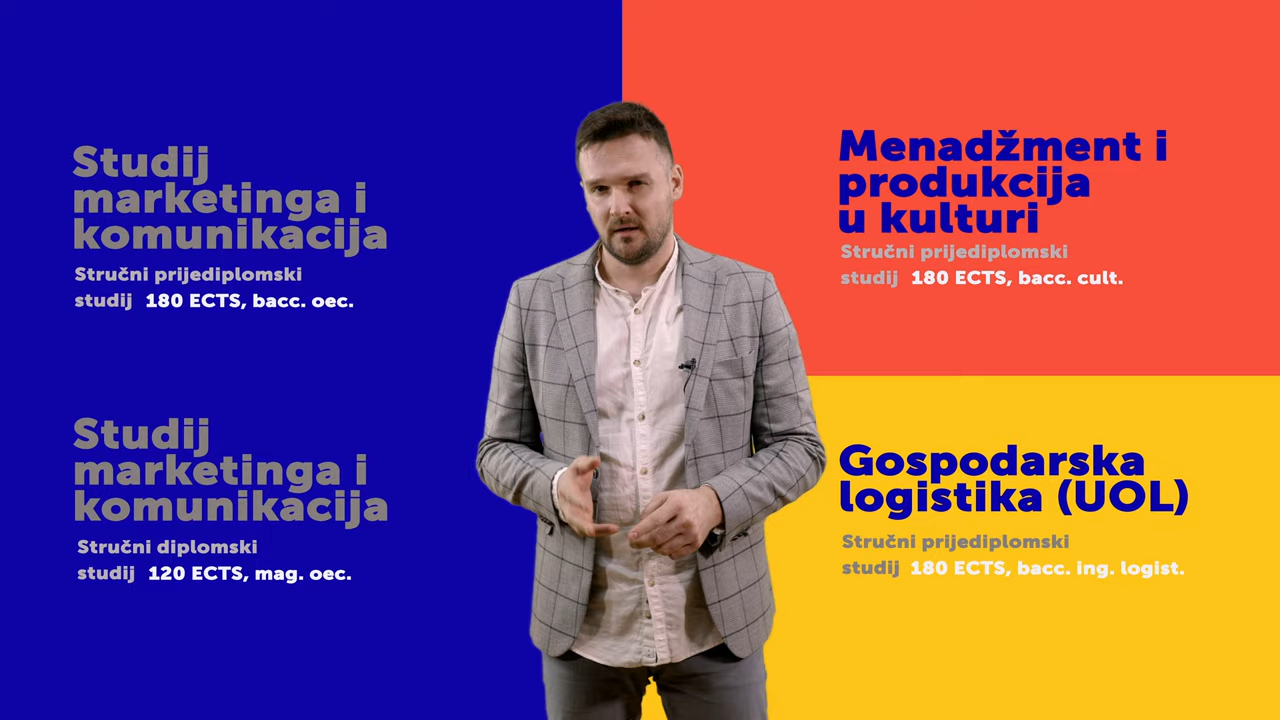 Studij
marketinga i
komunikacija
Stručni prijediplomski
studij 180 ECTS, bacc. oec.
Studij
marketinga i
komunikacija
Stručni diplomski
studij 120 ECTS, mag. oec.
Menadžment i
produkcija
u kulturi
Stručni prijediplomski
studij 180 ECTS, bacc. cult.
Gospodarska
logistika (UOL)
Stručni prijediplomski
studij 180 ECTS, bacc. ing. logist.